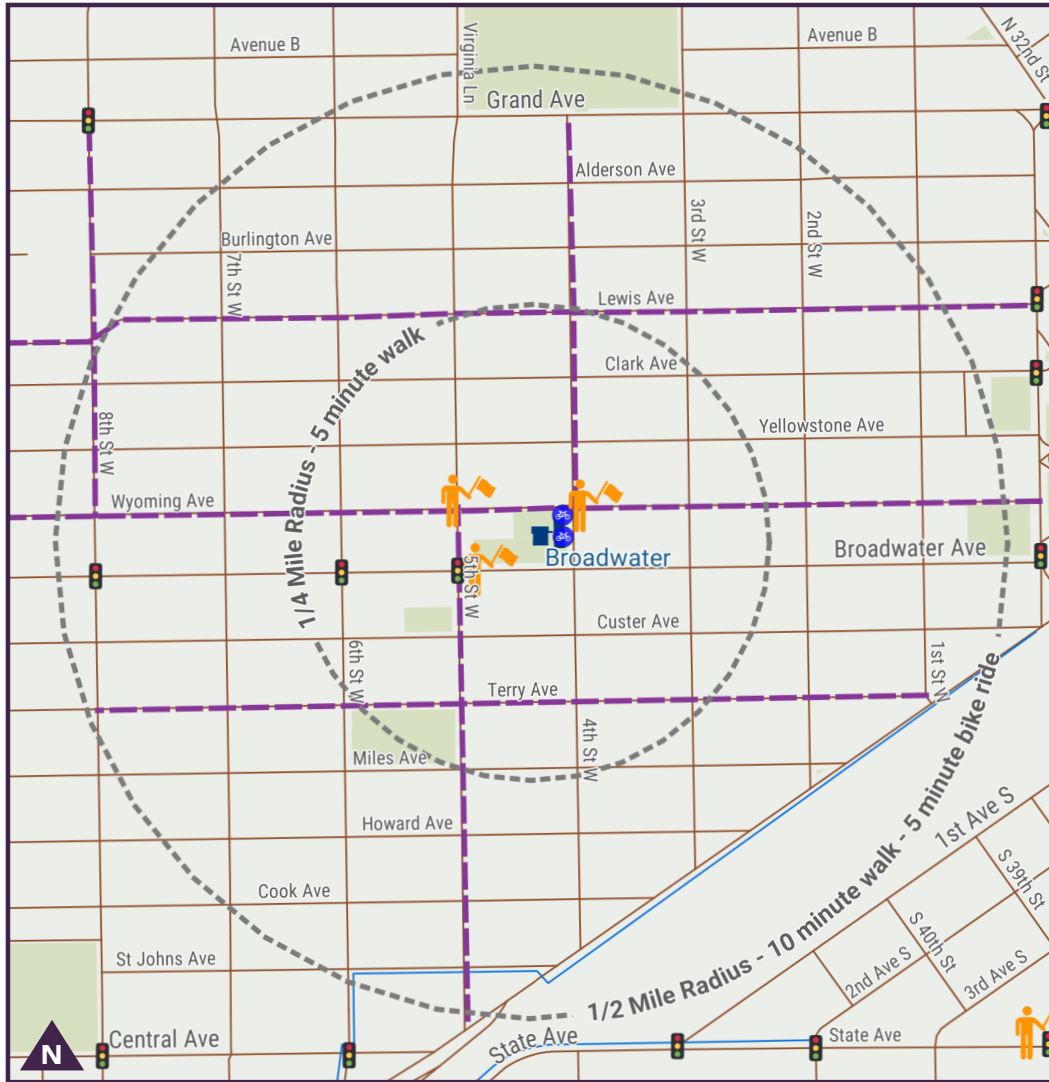 Avenue B
Virginia Ln
Avenue B
N 32nd St
Grand Ave
Alderson Ave
3rd St W
2nd St W
Burlington Ave
7th St W
Lewis Ave
1/4 Mile Radius - 5 minute walk
Clark Ave
8th St W
Yellowstone Ave
Wyoming Ave
Broadwater
Broadwater Ave
5th St W
Custer Ave
6th St W
1st St W
Terry Ave
4th St W
Miles Ave
1/2 Mile Radius - 10 minute walk - 5 minute bike ride
Howard Ave
1st Ave S
S 39th St
Cook Ave
S 40th St
St Johns Ave
2nd Ave S
3rd Ave S
N
Central Ave
State Ave
State Ave